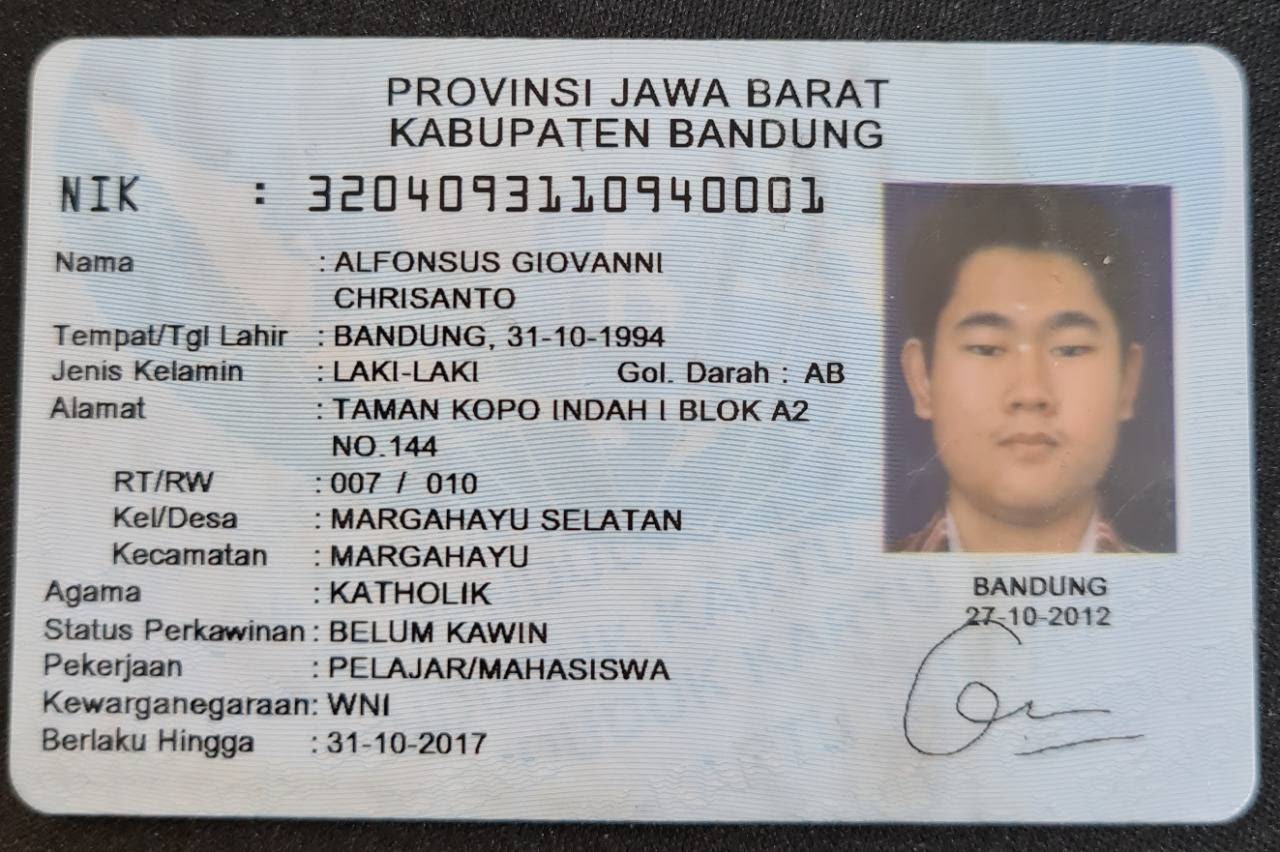 PROVINSI JAWA BARAT
KABUPATEN BANDUNG
NIK : 3204093110940001
Nama : ALFONSUS GIOVANNI
CHRISANTO
Tempat/Tgl Lahir : BANDUNG, 31-10-1994
Jenis Kelamin : LAKI-LAKI Gol. Darah : AB
Alamat : TAMAN KOPO INDAH I BLOK A2
NO.144
RT/RW : 007 / 010
Kel/Desa : MARGAHAYU SELATAN
Kecamatan : MARGAHAYU
Agama : KATHOLIK
Status Perkawinan : BELUM KAWIN
Pekerjaan : PELAJAR/MAHASISWA
Kewarganegaraan : WNI
Berlaku Hingga : 31-10-2017
BANDUNG
27-10-2012